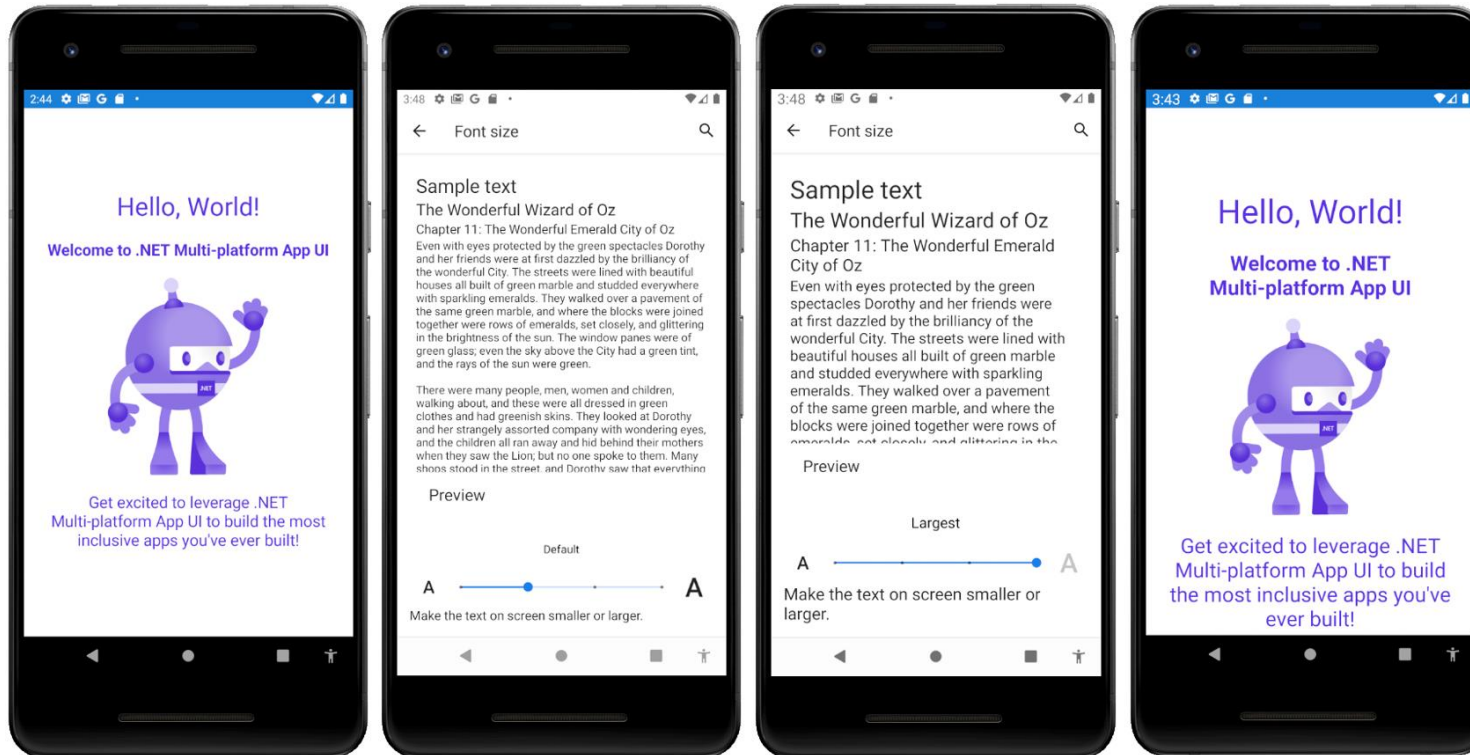 2:44
Hello, World!
Welcome to .NET Multi-platform App UI
.NET
Get excited to leverage .NET
Multi-platform App UI to build the most
inclusive apps you've ever built!
3:48
Font size
Sample text
The Wonderful Wizard of Oz
Chapter 11: The Wonderful Emerald City of Oz
Even with eyes protected by the green spectacles Dorothy
and her friends were at first dazzled by the brilliancy of
the wonderful City. The streets were lined with beautiful
houses all built of green marble and studded everywhere
with sparkling emeralds. They walked over a pavement of
the same green marble, and where the blocks were joined
together were rows of emeralds, set closely, and glittering
in the brightness of the sun. The window panes were of
green glass; even the sky above the City had a green tint,
and the rays of the sun were green.
There were many people, men, women and children,
walking about, and these were all dressed in green
clothes and had greenish skins. They looked at Dorothy
and her strangely assorted company with wondering eyes,
and the children all ran away and hid behind their mothers
when they saw the Lion; but no one spoke to them. Many
shops stood in the street, and Dorothy saw that everything
Preview
Default
A A
Make the text on screen smaller or larger.
3:48
Font size
Sample text
The Wonderful Wizard of Oz
Chapter 11: The Wonderful Emerald
City of Oz
Even with eyes protected by the green
spectacles Dorothy and her friends were
at first dazzled by the brilliancy of the
wonderful City. The streets were lined with
beautiful houses all built of green marble
and studded everywhere with sparkling
emeralds. They walked over a pavement
of the same green marble, and where the
blocks were joined together were rows of
emeralds, set closely, and glittering in the
Preview
Largest
A A
Make the text on screen smaller or
larger.
3:43
Hello, World!
Welcome to .NET
Multi-platform App UI
.NET
Get excited to leverage .NET
Multi-platform App UI to build
the most inclusive apps you've
ever built!